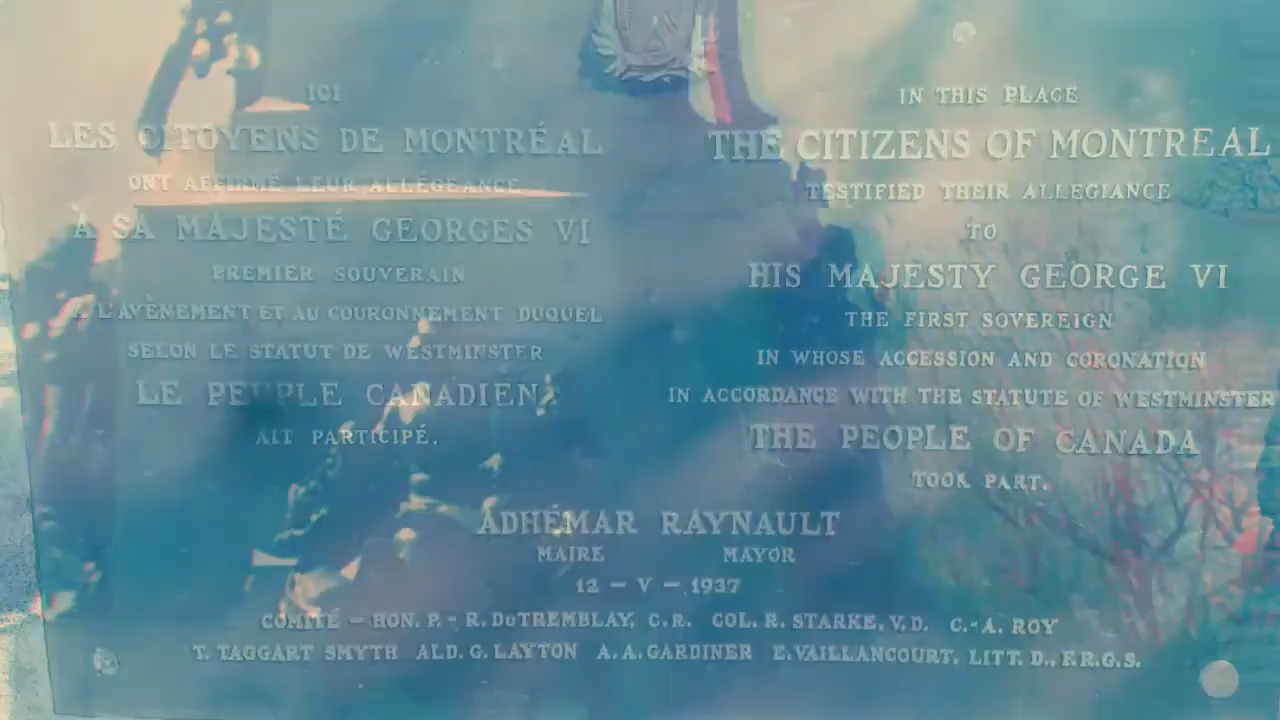 ICI
LES CITOYENS DE MONTRÉAL
ONT AFFIRMÉ LEUR ALLÉGEANCE
À SA MAJESTÉ GEORGES VI
PREMIER SOUVERAIN
À L'AVÈNEMENT ET AU COURONNEMENT DUQUEL
SELON LE STATUT DE WESTMINSTER
LE PEUPLE CANADIEN
AIT PARTICIPÉ.
IN THIS PLACE
THE CITIZENS OF MONTREAL
TESTIFIED THEIR ALLEGIANCE
TO
HIS MAJESTY GEORGE VI
THE FIRST SOVEREIGN
IN WHOSE ACCESSION AND CORONATION
IN ACCORDANCE WITH THE STATUTE OF WESTMINSTER
THE PEOPLE OF CANADA
TOOK PART.
ADHÉMAR RAYNAULT
MAIRE MAYOR
12 – V – 1937
COMITÉ – HON. P. - R. DuTREMBLAY, C.R. COL. R. STARKE, V.D. C.-A. ROY
T. TAGGART SMYTH ALD. G. LAYTON A. A. GARDINER E. VAILLANCOURT, LITT. D., F.R.G.S.